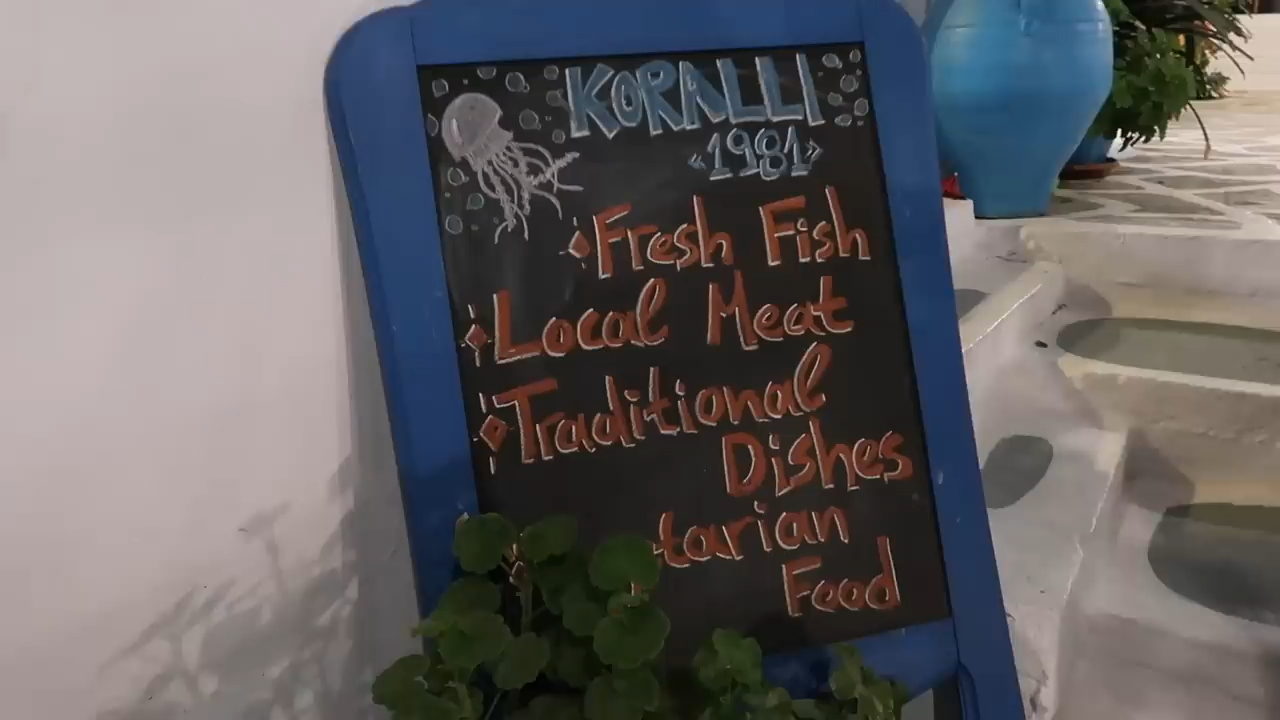 KORALLI
«1981»
Fresh Fish
Local Meat
Traditional
Dishes
tarian
Food